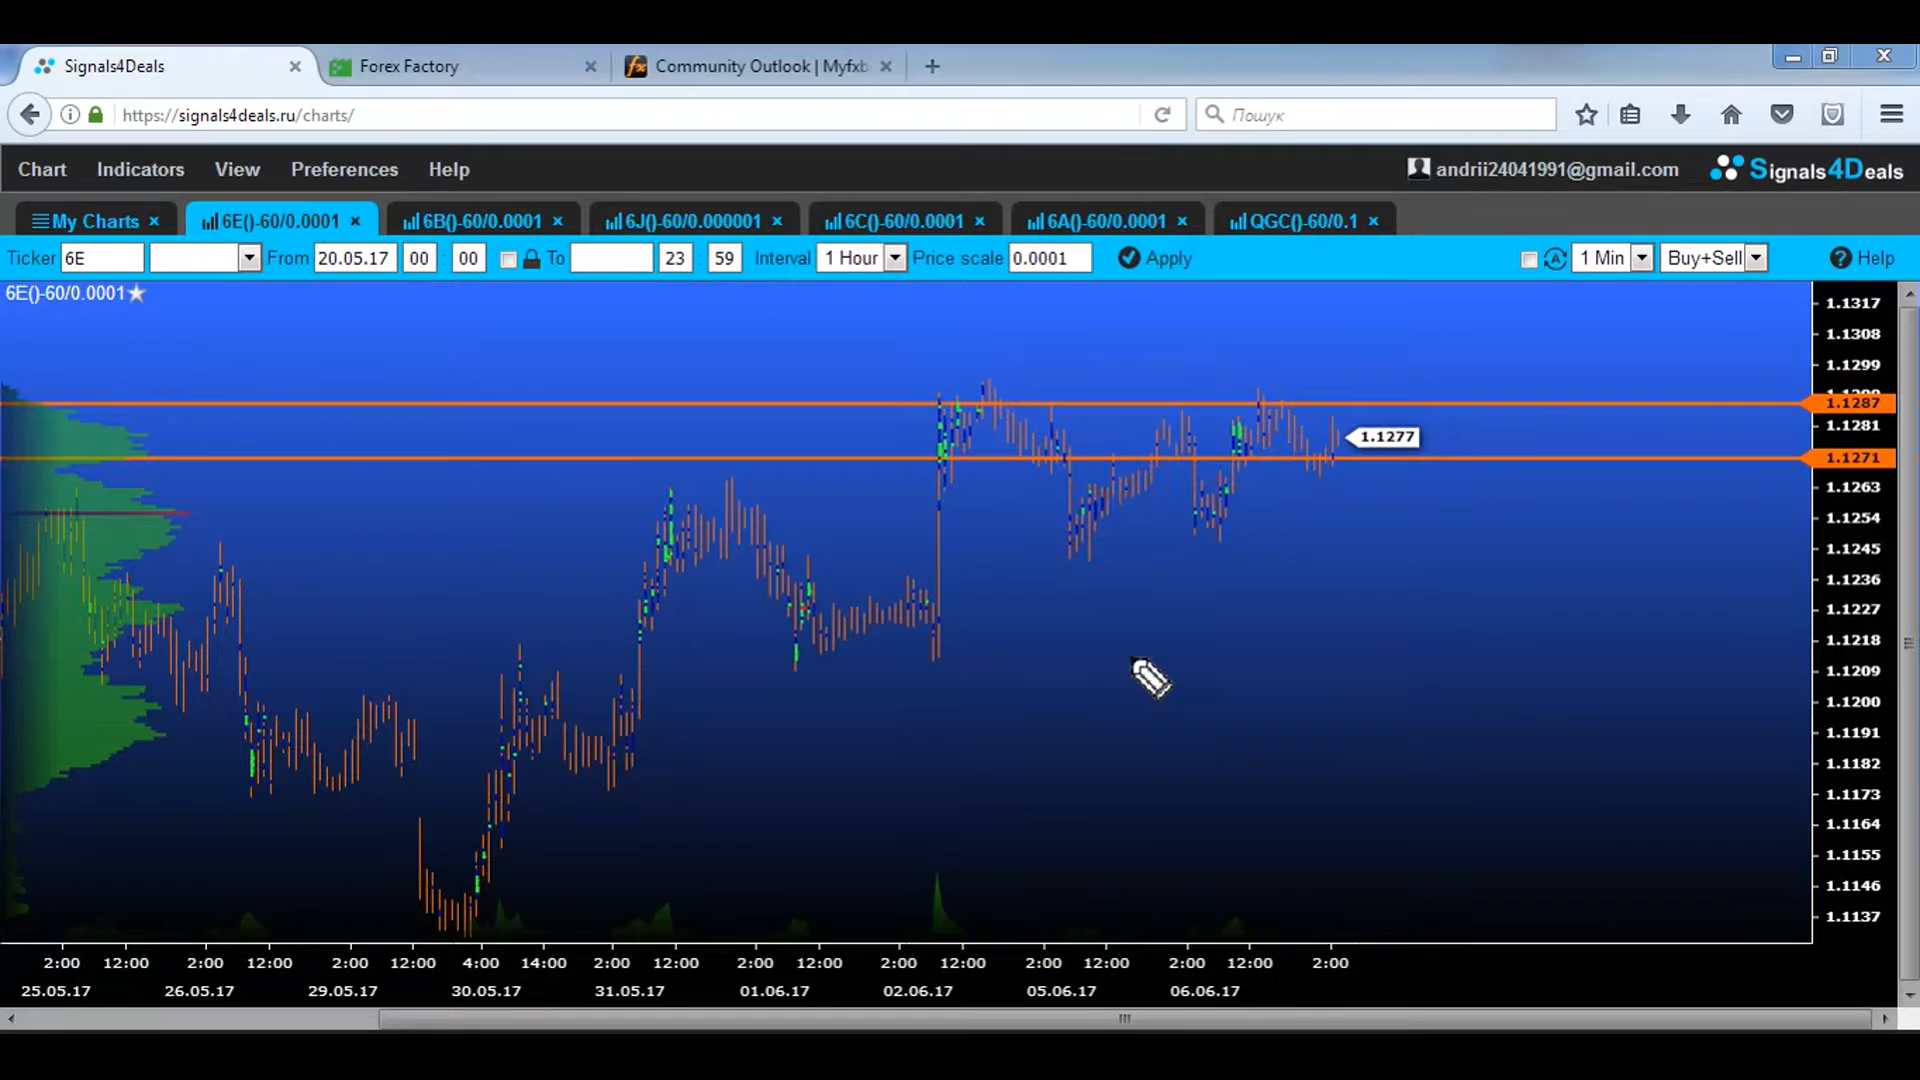 Signals4Deals
Forex Factory
Community Outlook | Myfxb
https://signals4deals.ru/charts/
Пошук
Chart Indicators View Preferences Help
andrii24041991@gmail.com
Signals4Deals
My Charts
6E()-60/0.0001
6B()-60/0.0001
6J()-60/0.000001
6C()-60/0.0001
6A()-60/0.0001
QGC()-60/0.1
Ticker 6E From 20.05.17 00 : 00 To 23 : 59 Interval 1 Hour Price scale 0.0001 Apply 1 Min Buy+Sell Help
6E()-60/0.0001
1.1317
1.1308
1.1299
1.1287
1.1281
1.1277
1.1271
1.1263
1.1254
1.1245
1.1236
1.1227
1.1218
1.1209
1.1200
1.1191
1.1182
1.1173
1.1164
1.1155
1.1146
1.1137
2:00 12:00 2:00 12:00 2:00 12:00 4:00 14:00 2:00 12:00 2:00 12:00 2:00 12:00 2:00 12:00 2:00 12:00 2:00
25.05.17 26.05.17 29.05.17 30.05.17 31.05.17 01.06.17 02.06.17 05.06.17 06.06.17